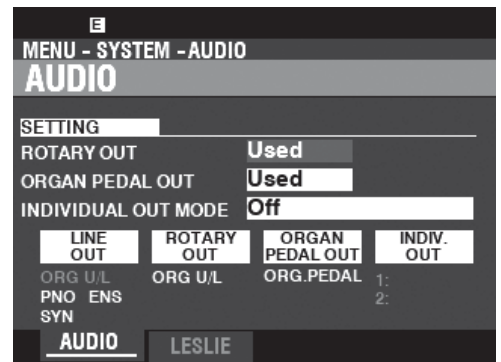 E
MENU - SYSTEM - AUDIO
AUDIO
SETTING
ROTARY OUT Used
ORGAN PEDAL OUT Used
INDIVIDUAL OUT MODE Off
LINE OUT ROTARY OUT ORGAN PEDAL OUT INDIV. OUT
ORG U/L ORG U/L ORG.PEDAL 1:
PNO ENS 2:
SYN
AUDIO LESLIE